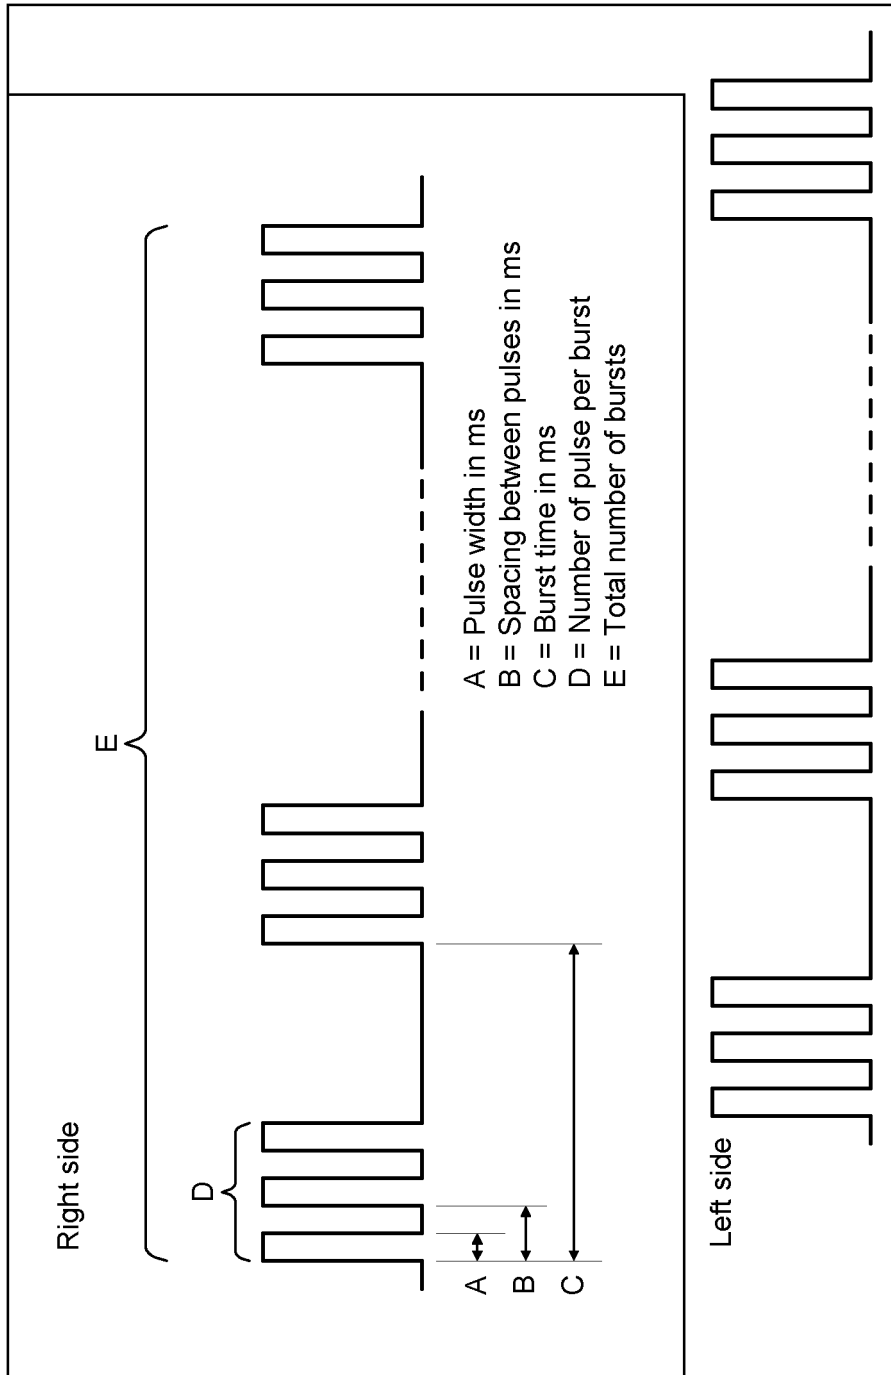 Right side
E
D
A
B
C
A = Pulse width in ms
B = Spacing between pulses in ms
C = Burst time in ms
D = Number of pulse per burst
E = Total number of bursts
Left side